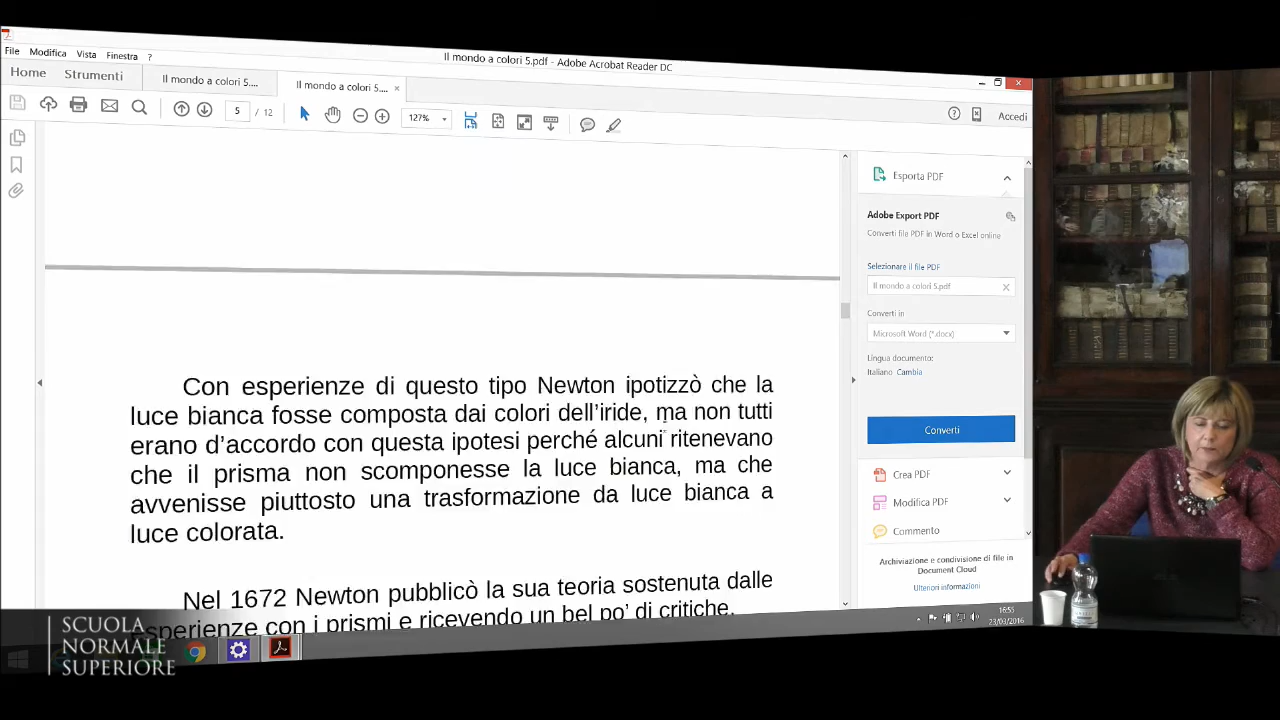 Il mondo a colori 5.pdf - Adobe Acrobat Reader DC
File Modifica Vista Finestra ?
Home Strumenti Il mondo a colori 5.... Il mondo a colori 5.... ×
5 / 12 127% Accedi
Esporta PDF
Adobe Export PDF
Converti file PDF in Word o Excel online
Selezionare il file PDF
Il mondo a colori 5.pdf ×
Converti in
Microsoft Word (*.docx)
Lingua documento:
Italiano Cambia
Converti
Crea PDF
Modifica PDF
Commento
Archiviazione e condivisione di file in
Document Cloud
Ulteriori informazioni
Con esperienze di questo tipo Newton ipotizzò che la
luce bianca fosse composta dai colori dell’iride, ma non tutti
erano d’accordo con questa ipotesi perché alcuni ritenevano
che il prisma non scomponesse la luce bianca, ma che
avvenisse piuttosto una trasformazione da luce bianca a
luce colorata.
Nel 1672 Newton pubblicò la sua teoria sostenuta dalle
esperienze con i prismi e ricevendo un bel po’ di critiche.
16:55
23/03/2016
SCUOLA
NORMALE
SUPERIORE